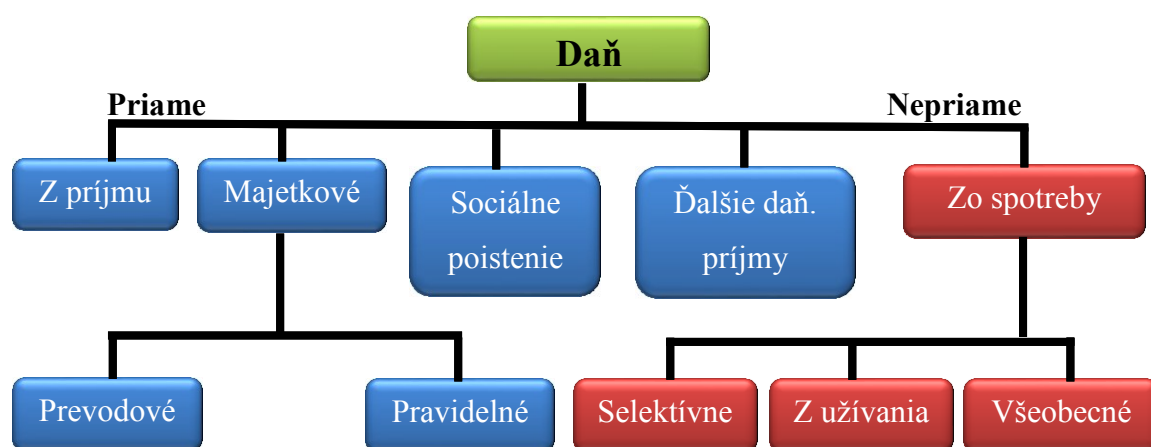 Daň
Priame
Nepriame
Z príjmu
Majetkové
Sociálne
poistenie
Ďalšie daň.
príjmy
Zo spotreby
Prevodové
Pravidelné
Selektívne
Z užívania
Všeobecné